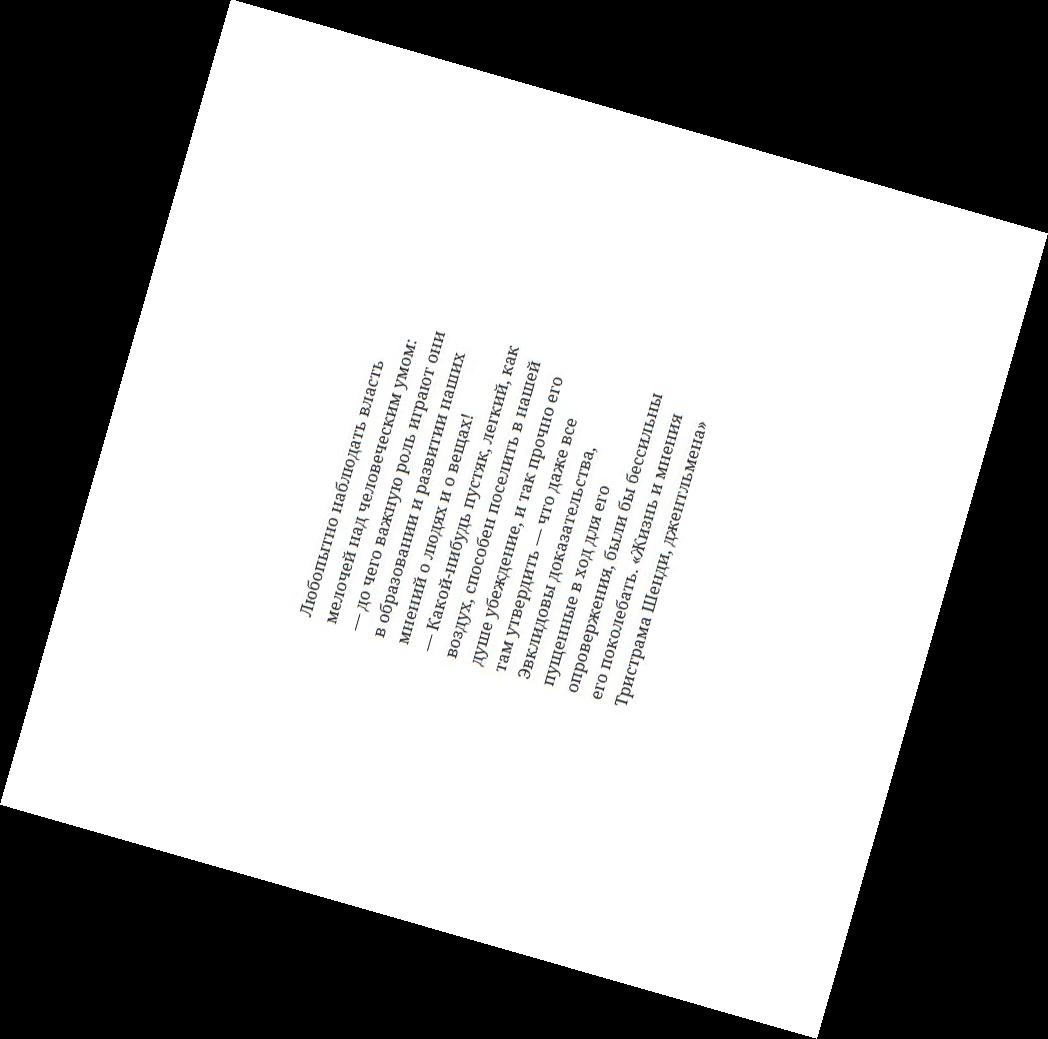 Любопытно наблюдать власть
мелочей над человеческим умом:
— до чего важную роль играют они
в образовании и развитии наших
мнений о людях и о вещах!
— Какой-нибудь пустяк, легкий, как
воздух, способен поселить в нашей
душе убеждение, и так прочно его
там утвердить — что даже все
Эвклидовы доказательства,
пущенные в ход для его
опровержения, были бы бессильны
его поколебать. «Жизнь и мнения
Тристрама Шенди, джентльмена»